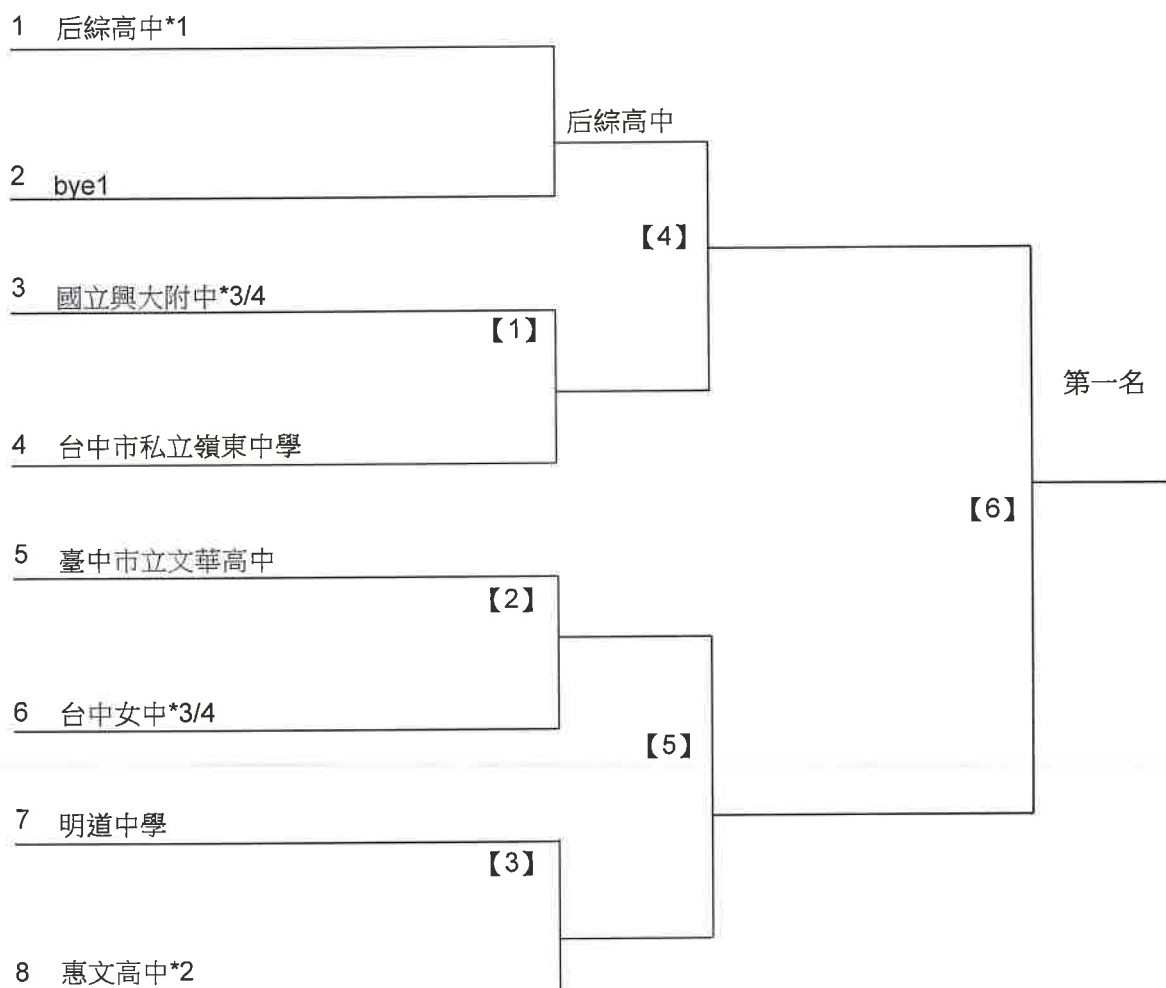 1 后綜高中*1
后綜高中
2 bye1
【4】
3 國立興大附中*3/4
【1】
第一名
4 台中市私立嶺東中學
【6】
5 臺中市立文華高中
【2】
6 台中女中*3/4
【5】
7 明道中學
【3】
8 惠文高中*2